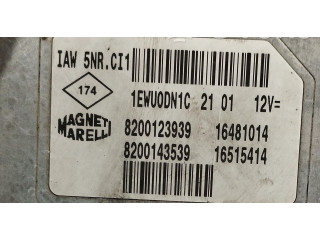 IAW 5NR.CI1
174
1EWU0DN1C 21 01 12V=
MAGNETI
MARELLI
8200123939 16481014
8200143539 16515414